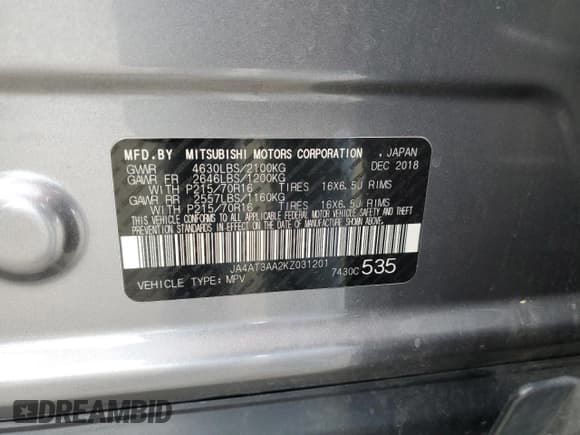 MFD.BY MITSUBISHI MOTORS CORPORATION , JAPAN
GVWR 4630LBS/2100KG DEC 2018
GAWR FR 2646LBS/1200KG
WITH P215/70R16 TIRES 16X6.5J RIMS
GAWR RR 2557LBS/1160KG
WITH P215/70R16 TIRES 16X6.5J RIMS
THIS VEHICLE CONFORMS TO ALL APPLICABLE FEDERAL MOTOR VEHICLE SAFETY AND THEFT
PREVENTION STANDARDS IN EFFECT ON THE DATE OF MANUFACTURE SHOWN ABOVE.
JA4AT3AA2KZ031201
VEHICLE TYPE: MPV 7430C 535
DREAMBID